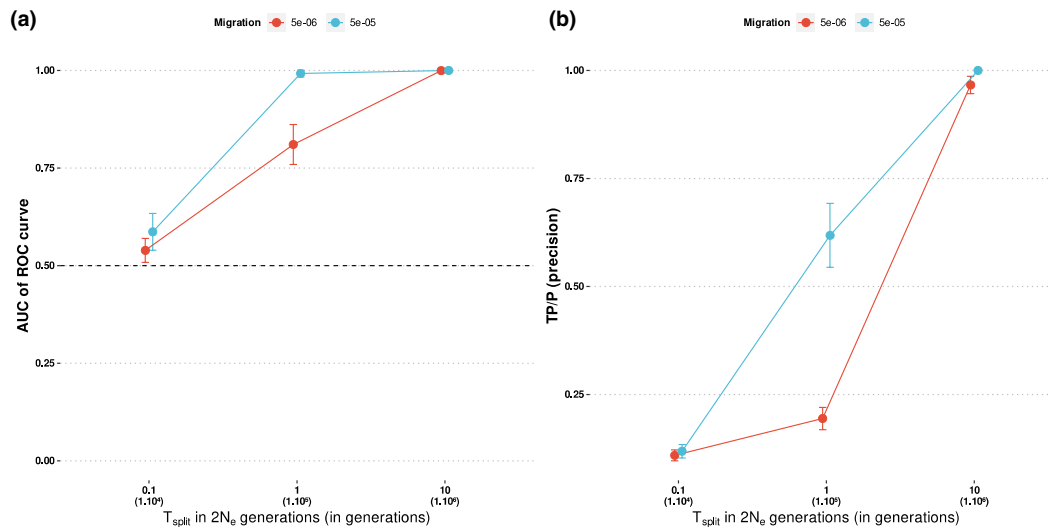 (a)
Migration 5e-06 5e-05
1.00
0.75
0.50
0.25
0.00
AUC of ROC curve
0.1 1 10
(1.10⁴) (1.10⁵) (1.10⁶)
T_split in 2N_e generations (in generations)
(b)
Migration 5e-06 5e-05
1.00
0.75
0.50
0.25
TP/P (precision)
0.1 1 10
(1.10⁴) (1.10⁵) (1.10⁶)
T_split in 2N_e generations (in generations)